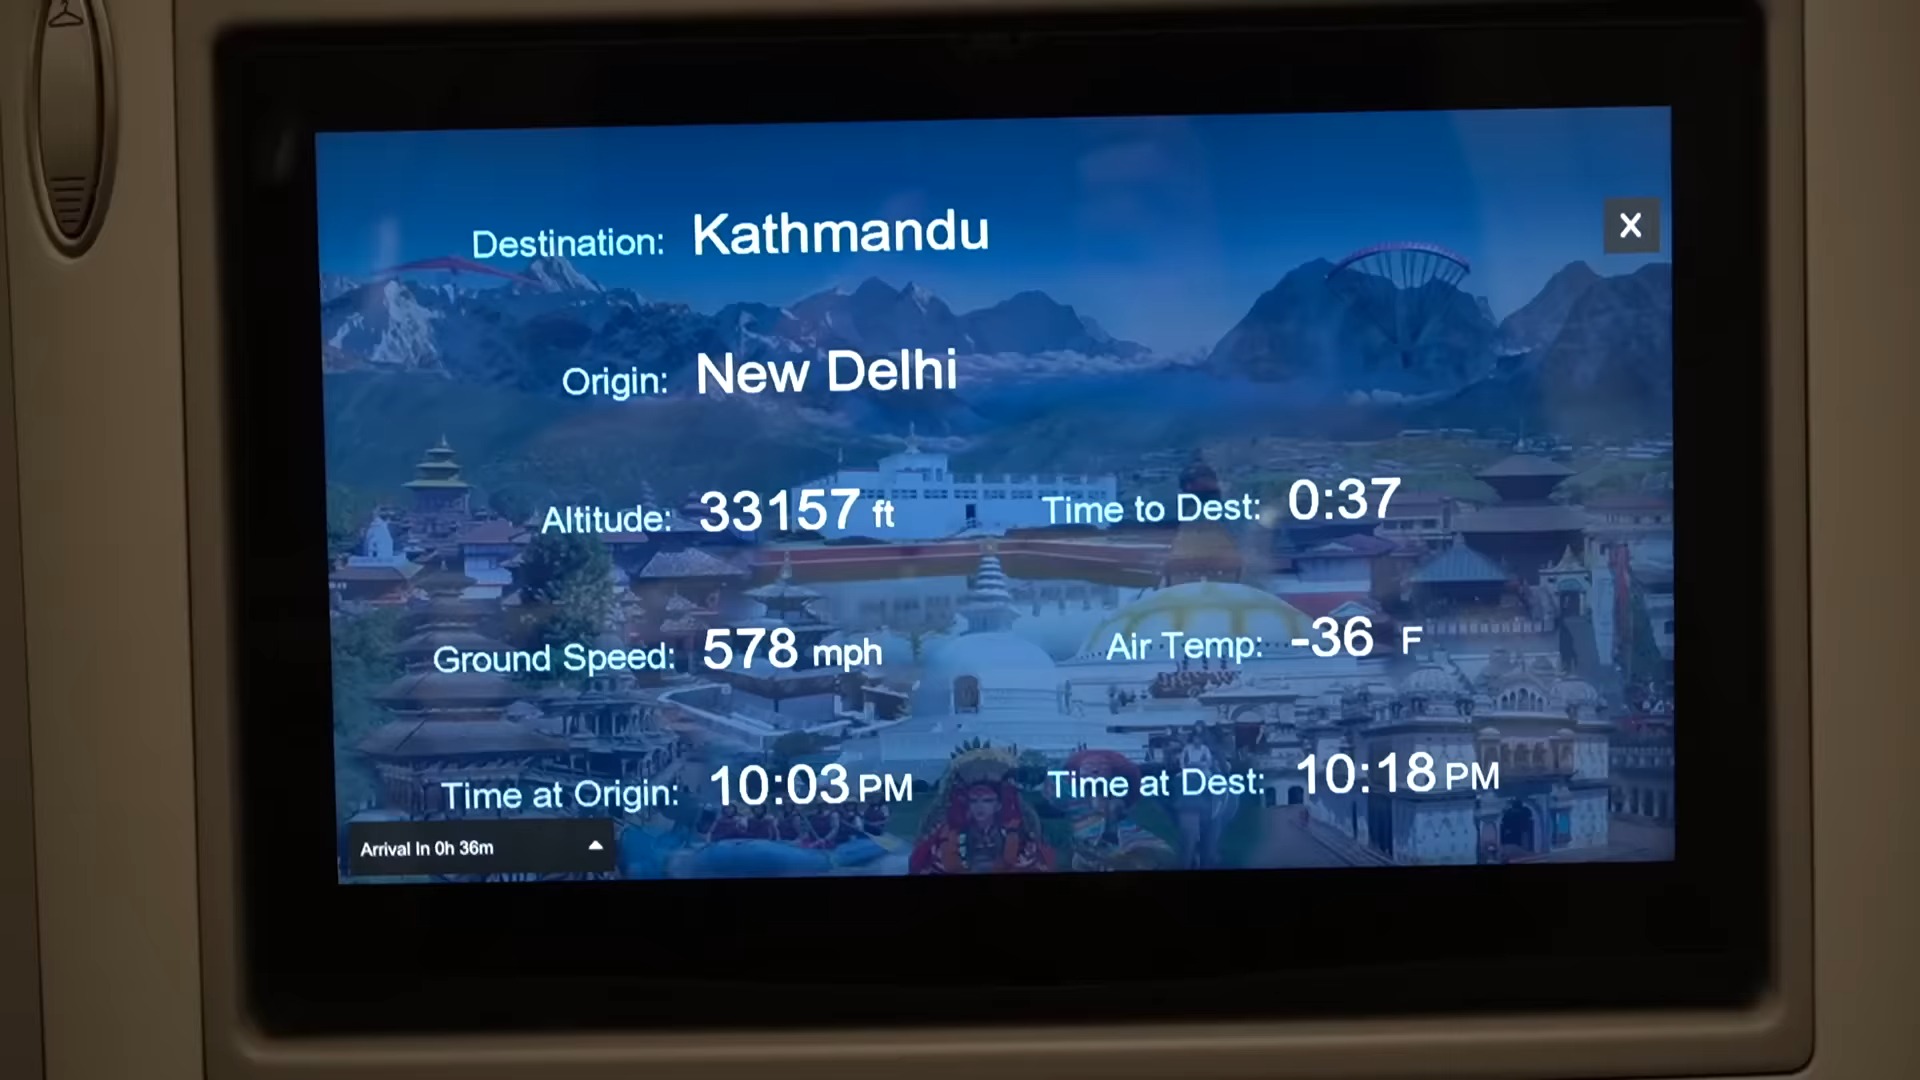 Destination: Kathmandu
X
Origin: New Delhi
Altitude: 33157 ft
Time to Dest: 0:37
Ground Speed: 578 mph
Air Temp: -36 F
Time at Origin: 10:03 PM
Time at Dest: 10:18 PM
Arrival In 0h 36m